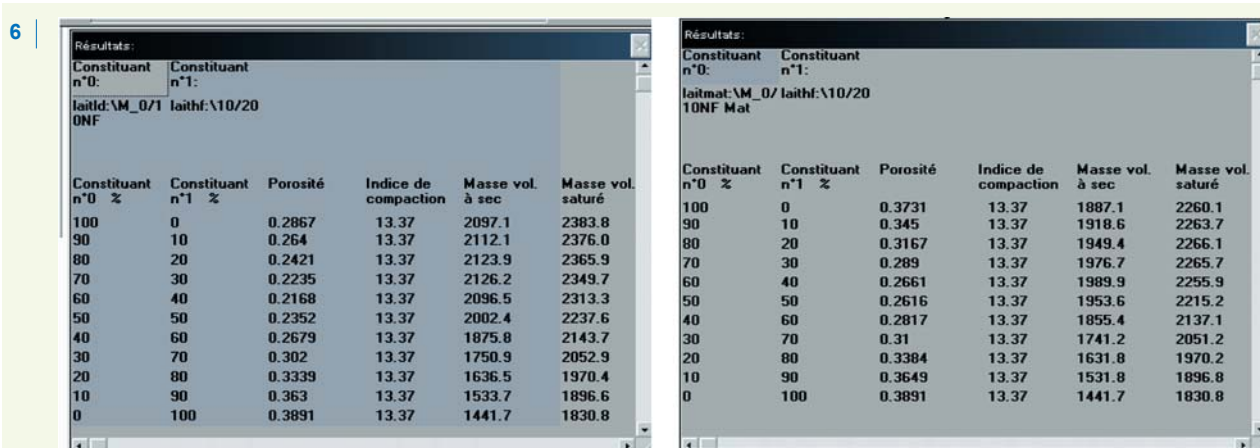 6
Résultats:
Constituant Constituant
n°0: n°1:
laitld:\M_0/1 laithf:\10/20
0NF
Constituant Constituant Porosité Indice de Masse vol. Masse vol.
n°0 % n°1 % compaction à sec saturé
100 0 0.2867 13.37 2097.1 2383.8
90 10 0.264 13.37 2112.1 2376.0
80 20 0.2421 13.37 2123.9 2365.9
70 30 0.2235 13.37 2126.2 2349.7
60 40 0.2168 13.37 2096.5 2313.3
50 50 0.2352 13.37 2002.4 2237.6
40 60 0.2679 13.37 1875.8 2143.7
30 70 0.302 13.37 1750.9 2052.9
20 80 0.3339 13.37 1636.5 1970.4
10 90 0.363 13.37 1533.7 1896.6
0 100 0.3891 13.37 1441.7 1830.8
Résultats:
Constituant Constituant
n°0: n°1:
laitmat:\M_0/ laithf:\10/20
10NF Mat
Constituant Constituant Porosité Indice de Masse vol. Masse vol.
n°0 % n°1 % compaction à sec saturé
100 0 0.3731 13.37 1887.1 2260.1
90 10 0.345 13.37 1918.6 2263.7
80 20 0.3167 13.37 1949.4 2266.1
70 30 0.289 13.37 1976.7 2265.7
60 40 0.2661 13.37 1989.9 2255.9
50 50 0.2616 13.37 1953.6 2215.2
40 60 0.2817 13.37 1855.4 2137.1
30 70 0.31 13.37 1741.2 2051.2
20 80 0.3384 13.37 1631.8 1970.2
10 90 0.3649 13.37 1531.8 1896.8
0 100 0.3891 13.37 1441.7 1830.8